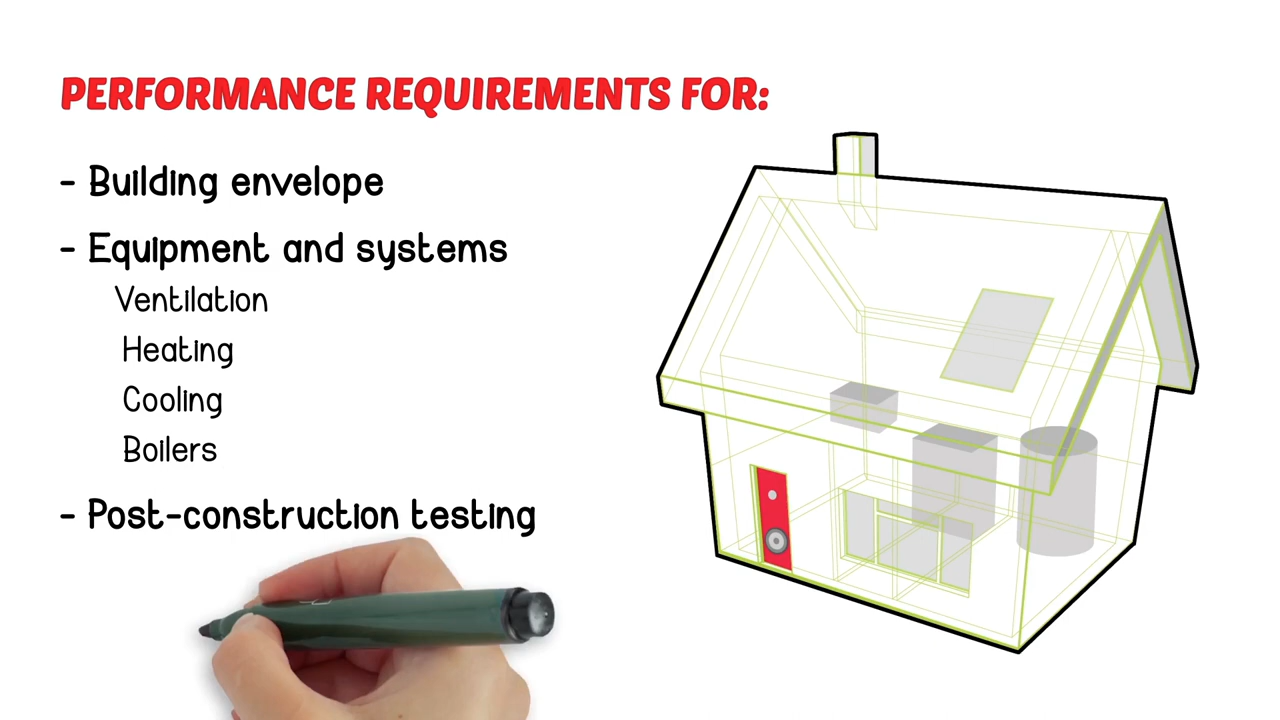 PERFORMANCE REQUIREMENTS FOR:
- Building envelope
- Equipment and systems
Ventilation
Heating
Cooling
Boilers
- Post-construction testing